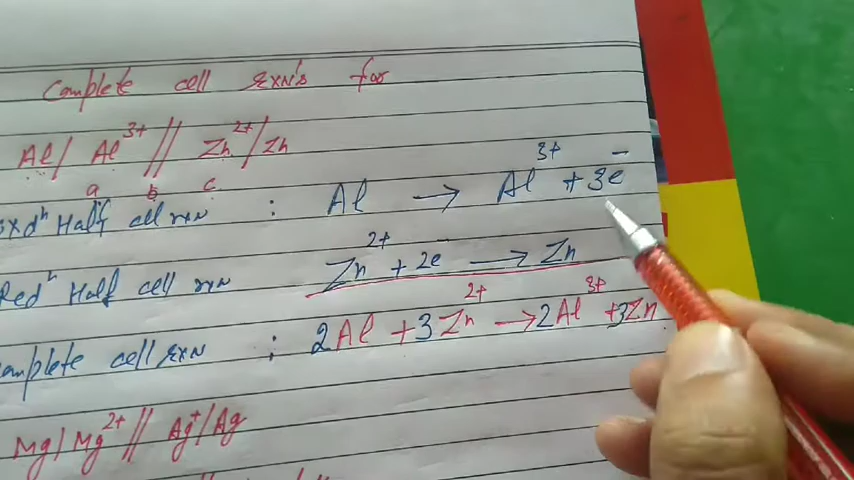 Complete cell rxn's for
Al/ Al³⁺// Zn²⁺/Zn
a b c
oxdⁿ Half cell rxn : Al → Al³⁺ + 3e⁻
Redⁿ Half cell rxn Zn²⁺ + 2e⁻ → Zn
omplete cell rxn : 2Al + 3Zn²⁺ → 2Al³⁺ + 3Zn
Mg/Mg²⁺// Ag⁺/Ag